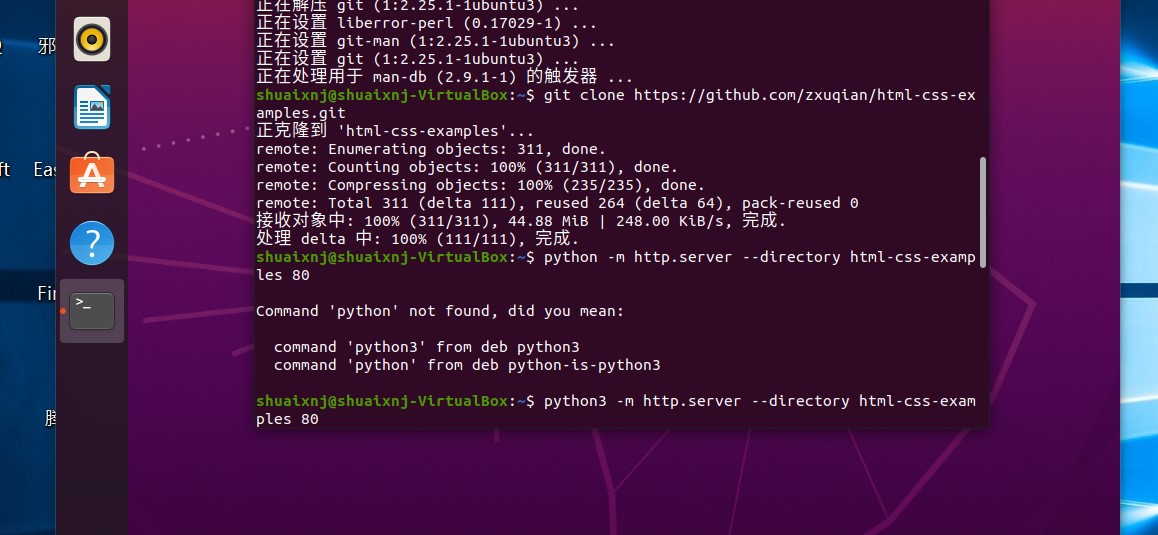 正在解压 git (1:2.25.1-1ubuntu3) ...
正在设置 liberror-perl (0.17029-1) ...
正在设置 git-man (1:2.25.1-1ubuntu3) ...
正在设置 git (1:2.25.1-1ubuntu3) ...
正在处理用于 man-db (2.9.1-1) 的触发器 ...
shuaixnj@shuaixnj-VirtualBox:~$ git clone https://github.com/zxuqian/html-css-ex
amples.git
正克隆到 'html-css-examples'...
remote: Enumerating objects: 311, done.
remote: Counting objects: 100% (311/311), done.
remote: Compressing objects: 100% (235/235), done.
remote: Total 311 (delta 111), reused 264 (delta 64), pack-reused 0
接收对象中: 100% (311/311), 44.88 MiB | 248.00 KiB/s, 完成.
处理 delta 中: 100% (111/111), 完成.
shuaixnj@shuaixnj-VirtualBox:~$ python -m http.server --directory html-css-examp
les 80
Command 'python' not found, did you mean:
command 'python3' from deb python3
command 'python' from deb python-is-python3
shuaixnj@shuaixnj-VirtualBox:~$ python3 -m http.server --directory html-css-exam
ples 80
邪
ft
Eas
Fir
>_
?